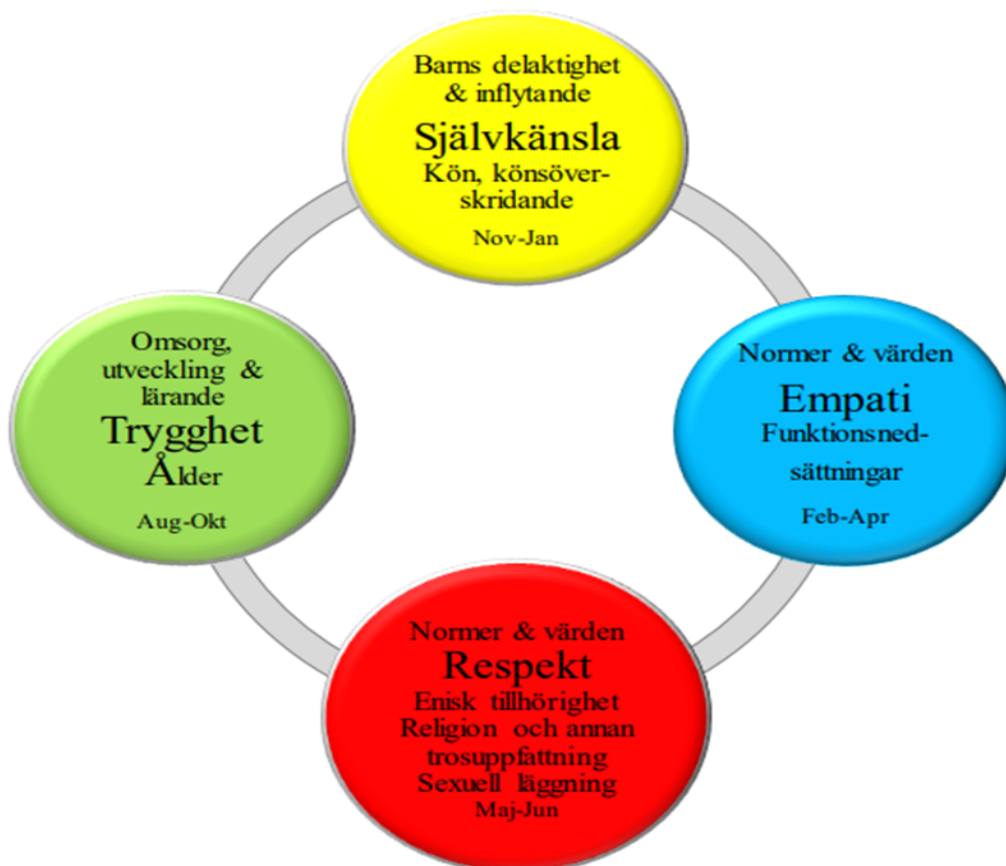 Barns delaktighet
& inflytande
Självkänsla
Kön, könsöver-
skridande
Nov-Jan
Omsorg,
utveckling &
lärande
Trygghet
Ålder
Aug-Okt
Normer & värden
Empati
Funktionsned-
sättningar
Feb-Apr
Normer & värden
Respekt
Enisk tillhörighet
Religion och annan
trosuppfattning
Sexuell läggning
Maj-Jun